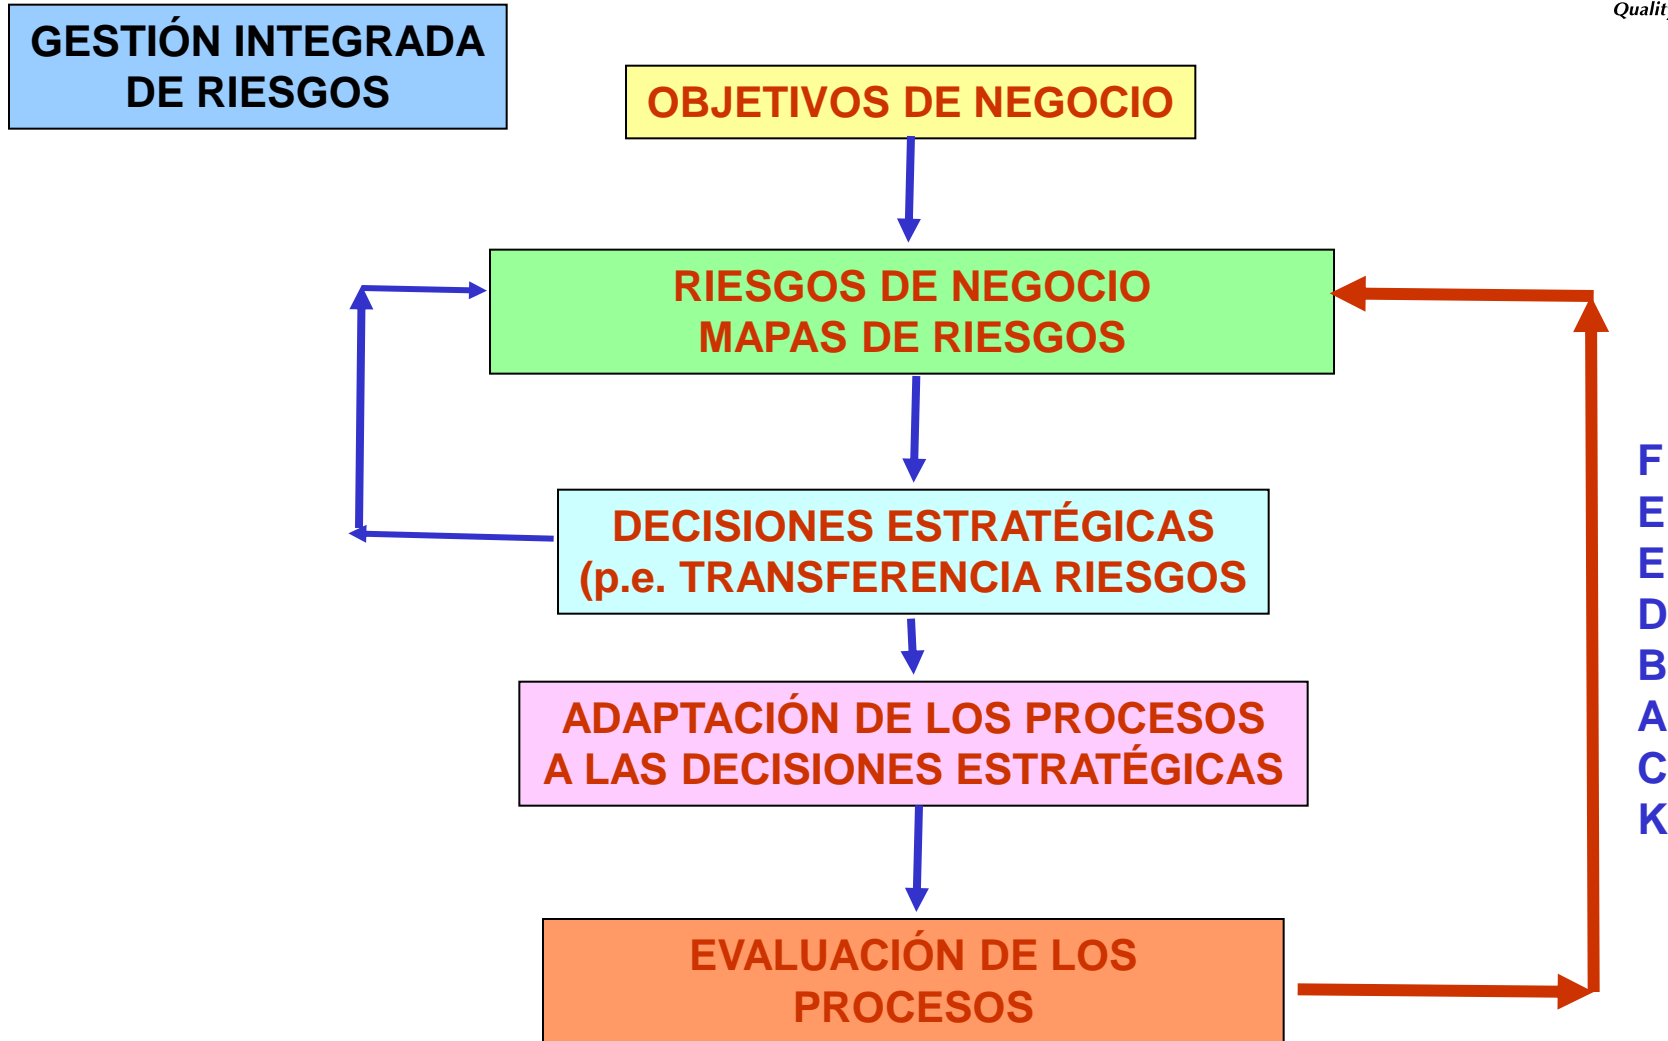 Quality
GESTIÓN INTEGRADA
DE RIESGOS
OBJETIVOS DE NEGOCIO
RIESGOS DE NEGOCIO
MAPAS DE RIESGOS
DECISIONES ESTRATÉGICAS
(p.e. TRANSFERENCIA RIESGOS
ADAPTACIÓN DE LOS PROCESOS
A LAS DECISIONES ESTRATÉGICAS
EVALUACIÓN DE LOS
PROCESOS
F
E
E
D
B
A
C
K